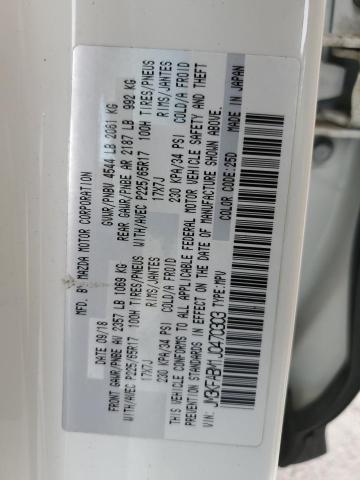 MFD. BY MAZDA MOTOR CORPORATION
DATE 09/18 GVWR/PNBV 4544 LB 2061 KG
FRONT GAWR/PNBE AV 2357 LB 1069 KG REAR GAWR/PNBE AR 2187 LB 992 KG
WITH/AVEC P225/65R17 100H TIRES/PNEUS WITH/AVEC P225/65R17 100H TIRES/PNEUS
17X7J RIMS/JANTES 17X7J RIMS/JANTES
230 KPA/34 PSI COLD/A FROID 230 KPA/34 PSI COLD/A FROID
THIS VEHICLE CONFORMS TO ALL APPLICABLE FEDERAL MOTOR VEHICLE SAFETY AND THEFT
PREVENTION STANDARDS IN EFFECT ON THE DATE OF MANUFACTURE SHOWN ABOVE.
VIN: TYPE:MPV COLOR CODE:25D MADE IN JAPAN